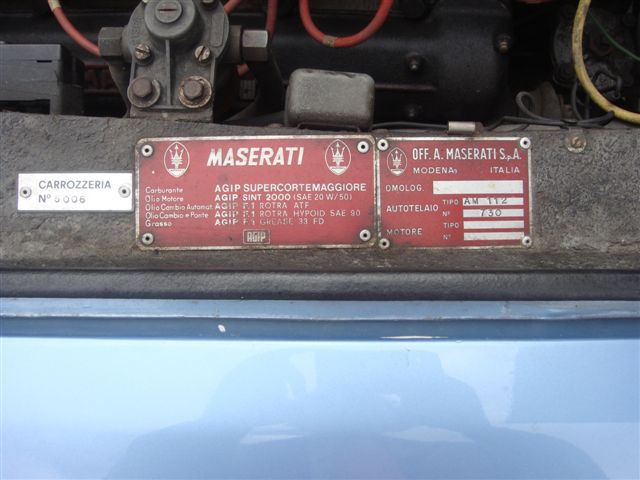 CARROZZERIA
Nº 5006
MASERATI
Carburante AGIP SUPERCORTEMAGGIORE
Olio Motore AGIP SINT 2000 (SAE 20 W/50)
Olio Cambio Automat. AGIP F.1 ROTRA ATF
Olio Cambio e Ponte AGIP F.1 ROTRA HYPOID SAE 90
Grasso AGIP F.1 GREASE 33 FD
AGIP
OFF. A. MASERATI S.p.A.
MODENA ITALIA
OMOLOG.
AUTOTELAIO TIPO AM 112
Nº 730
MOTORE TIPO
Nº